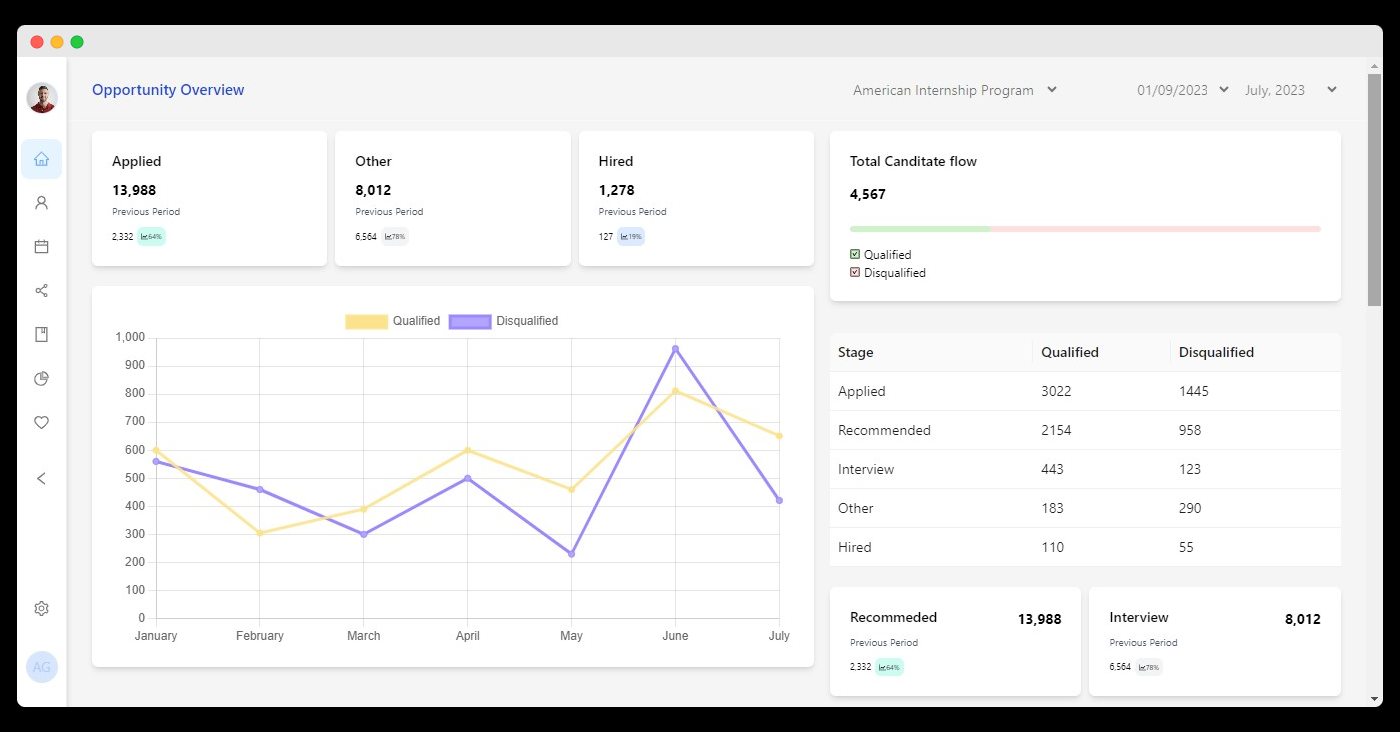 Opportunity Overview
American Internship Program
01/09/2023
July, 2023
Applied
13,988
Previous Period
2,332 64%
Other
8,012
Previous Period
6,564 78%
Hired
1,278
Previous Period
127 19%
Total Canditate flow
4,567
Qualified
Disqualified
Qualified Disqualified
1,000
900
800
700
600
500
400
300
200
100
0
January February March April May June July
Stage Qualified Disqualified
Applied 3022 1445
Recommended 2154 958
Interview 443 123
Other 183 290
Hired 110 55
Recommeded 13,988
Previous Period
2,332 64%
Interview 8,012
Previous Period
6,564 78%
AG